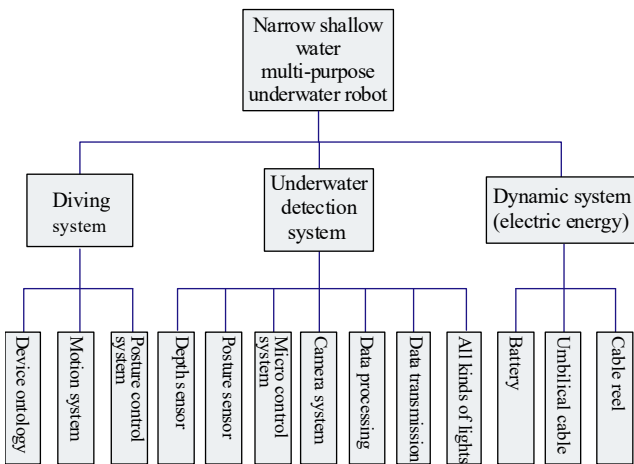 Narrow shallow
water
multi-purpose
underwater robot
Diving
system
Underwater
detection
system
Dynamic system
(electric energy)
Device ontology
Motion system
Posture control
system
Depth sensor
Posture sensor
Micro control
system
Camera system
Data processing
Data transmission
All kinds of lights
Battery
Umbilical cable
Cable reel